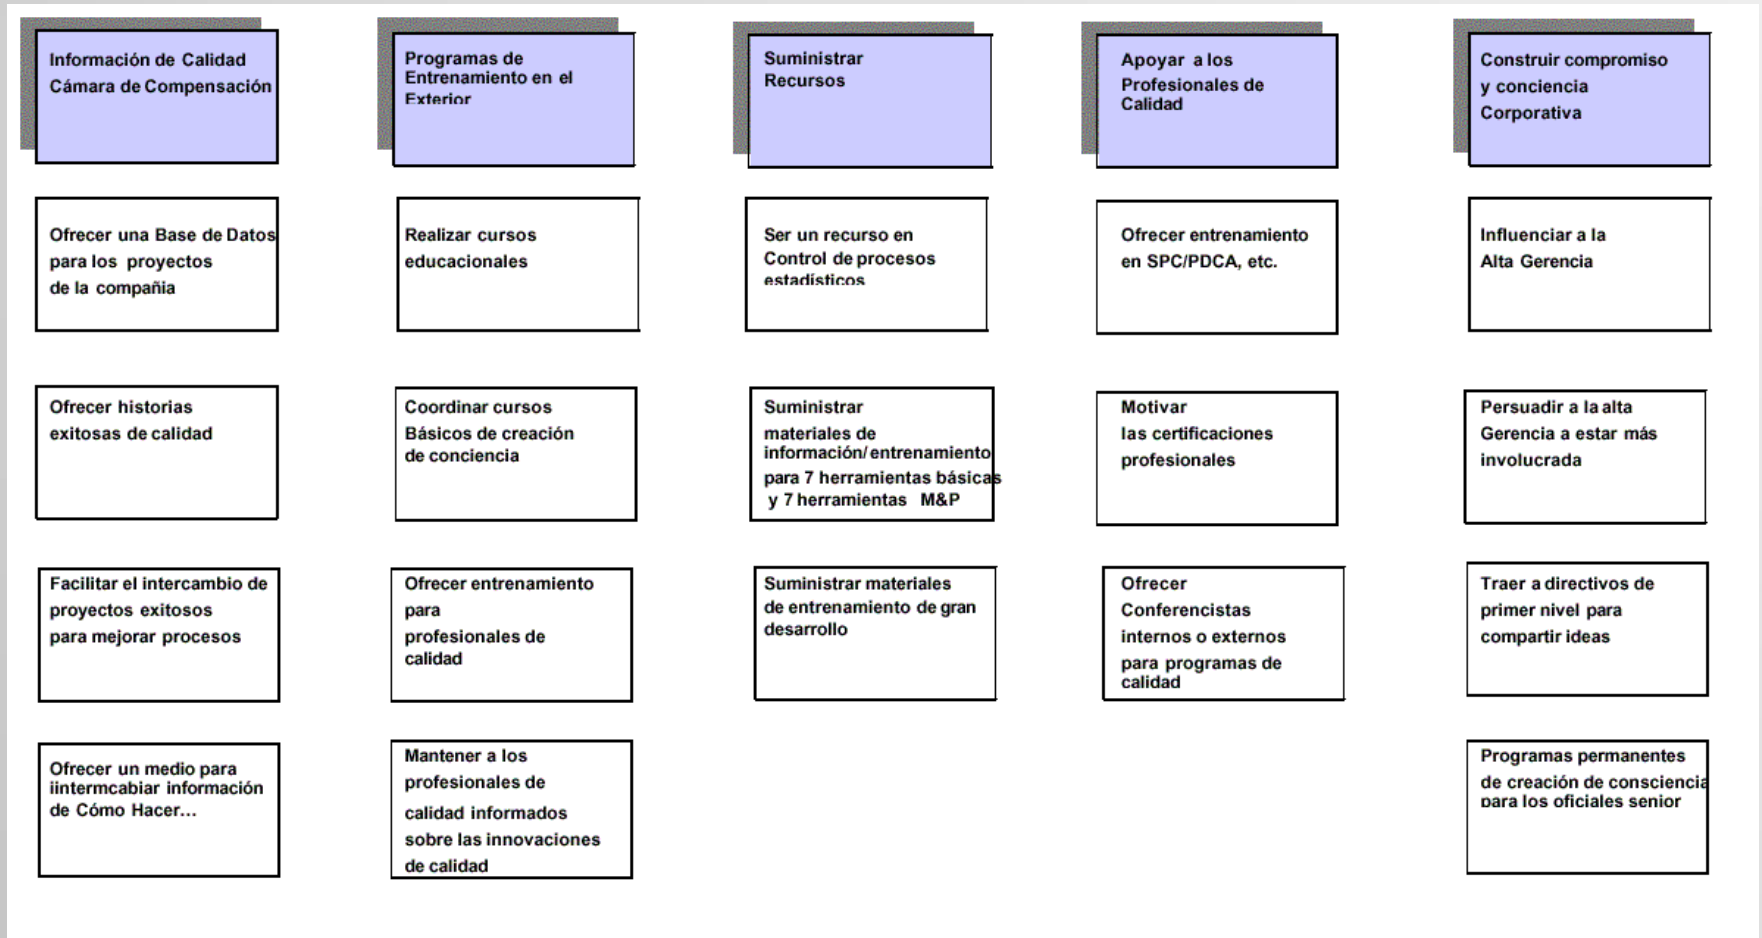 Información de Calidad
Cámara de Compensación
Programas de
Entrenamiento en el
Exterior
Suministrar
Recursos
Apoyar a los
Profesionales de
Calidad
Construir compromiso
y conciencia
Corporativa
Ofrecer una Base de Datos
para los proyectos
de la compañia
Realizar cursos
educacionales
Ser un recurso en
Control de procesos
estadísticos
Ofrecer entrenamiento
en SPC/PDCA, etc.
Influenciar a la
Alta Gerencia
Ofrecer historias
exitosas de calidad
Coordinar cursos
Básicos de creación
de conciencia
Suministrar
materiales de
información/entrenamiento
para 7 herramientas básicas
y 7 herramientas M&P
Motivar
las certificaciones
profesionales
Persuadir a la alta
Gerencia a estar más
involucrada
Facilitar el intercambio de
proyectos exitosos
para mejorar procesos
Ofrecer entrenamiento
para
profesionales de
calidad
Suministrar materiales
de entrenamiento de gran
desarrollo
Ofrecer
Conferencistas
internos o externos
para programas de
calidad
Traer a directivos de
primer nivel para
compartir ideas
Ofrecer un medio para
iintermcabiar información
de Cómo Hacer...
Mantener a los
profesionales de
calidad informados
sobre las innovaciones
de calidad
Programas permanentes
de creación de consciencia
para los oficiales senior